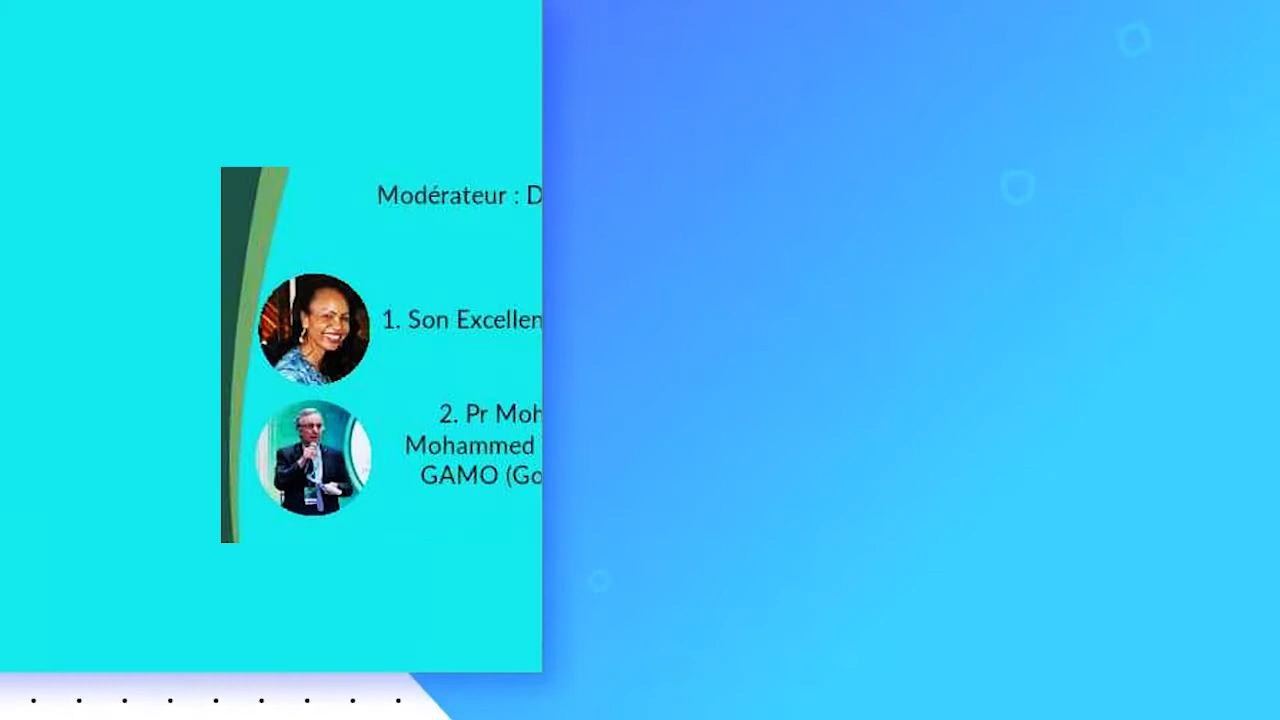 Modérateur : D
1. Son Excellen
2. Pr Moh
Mohammed
GAMO (Go